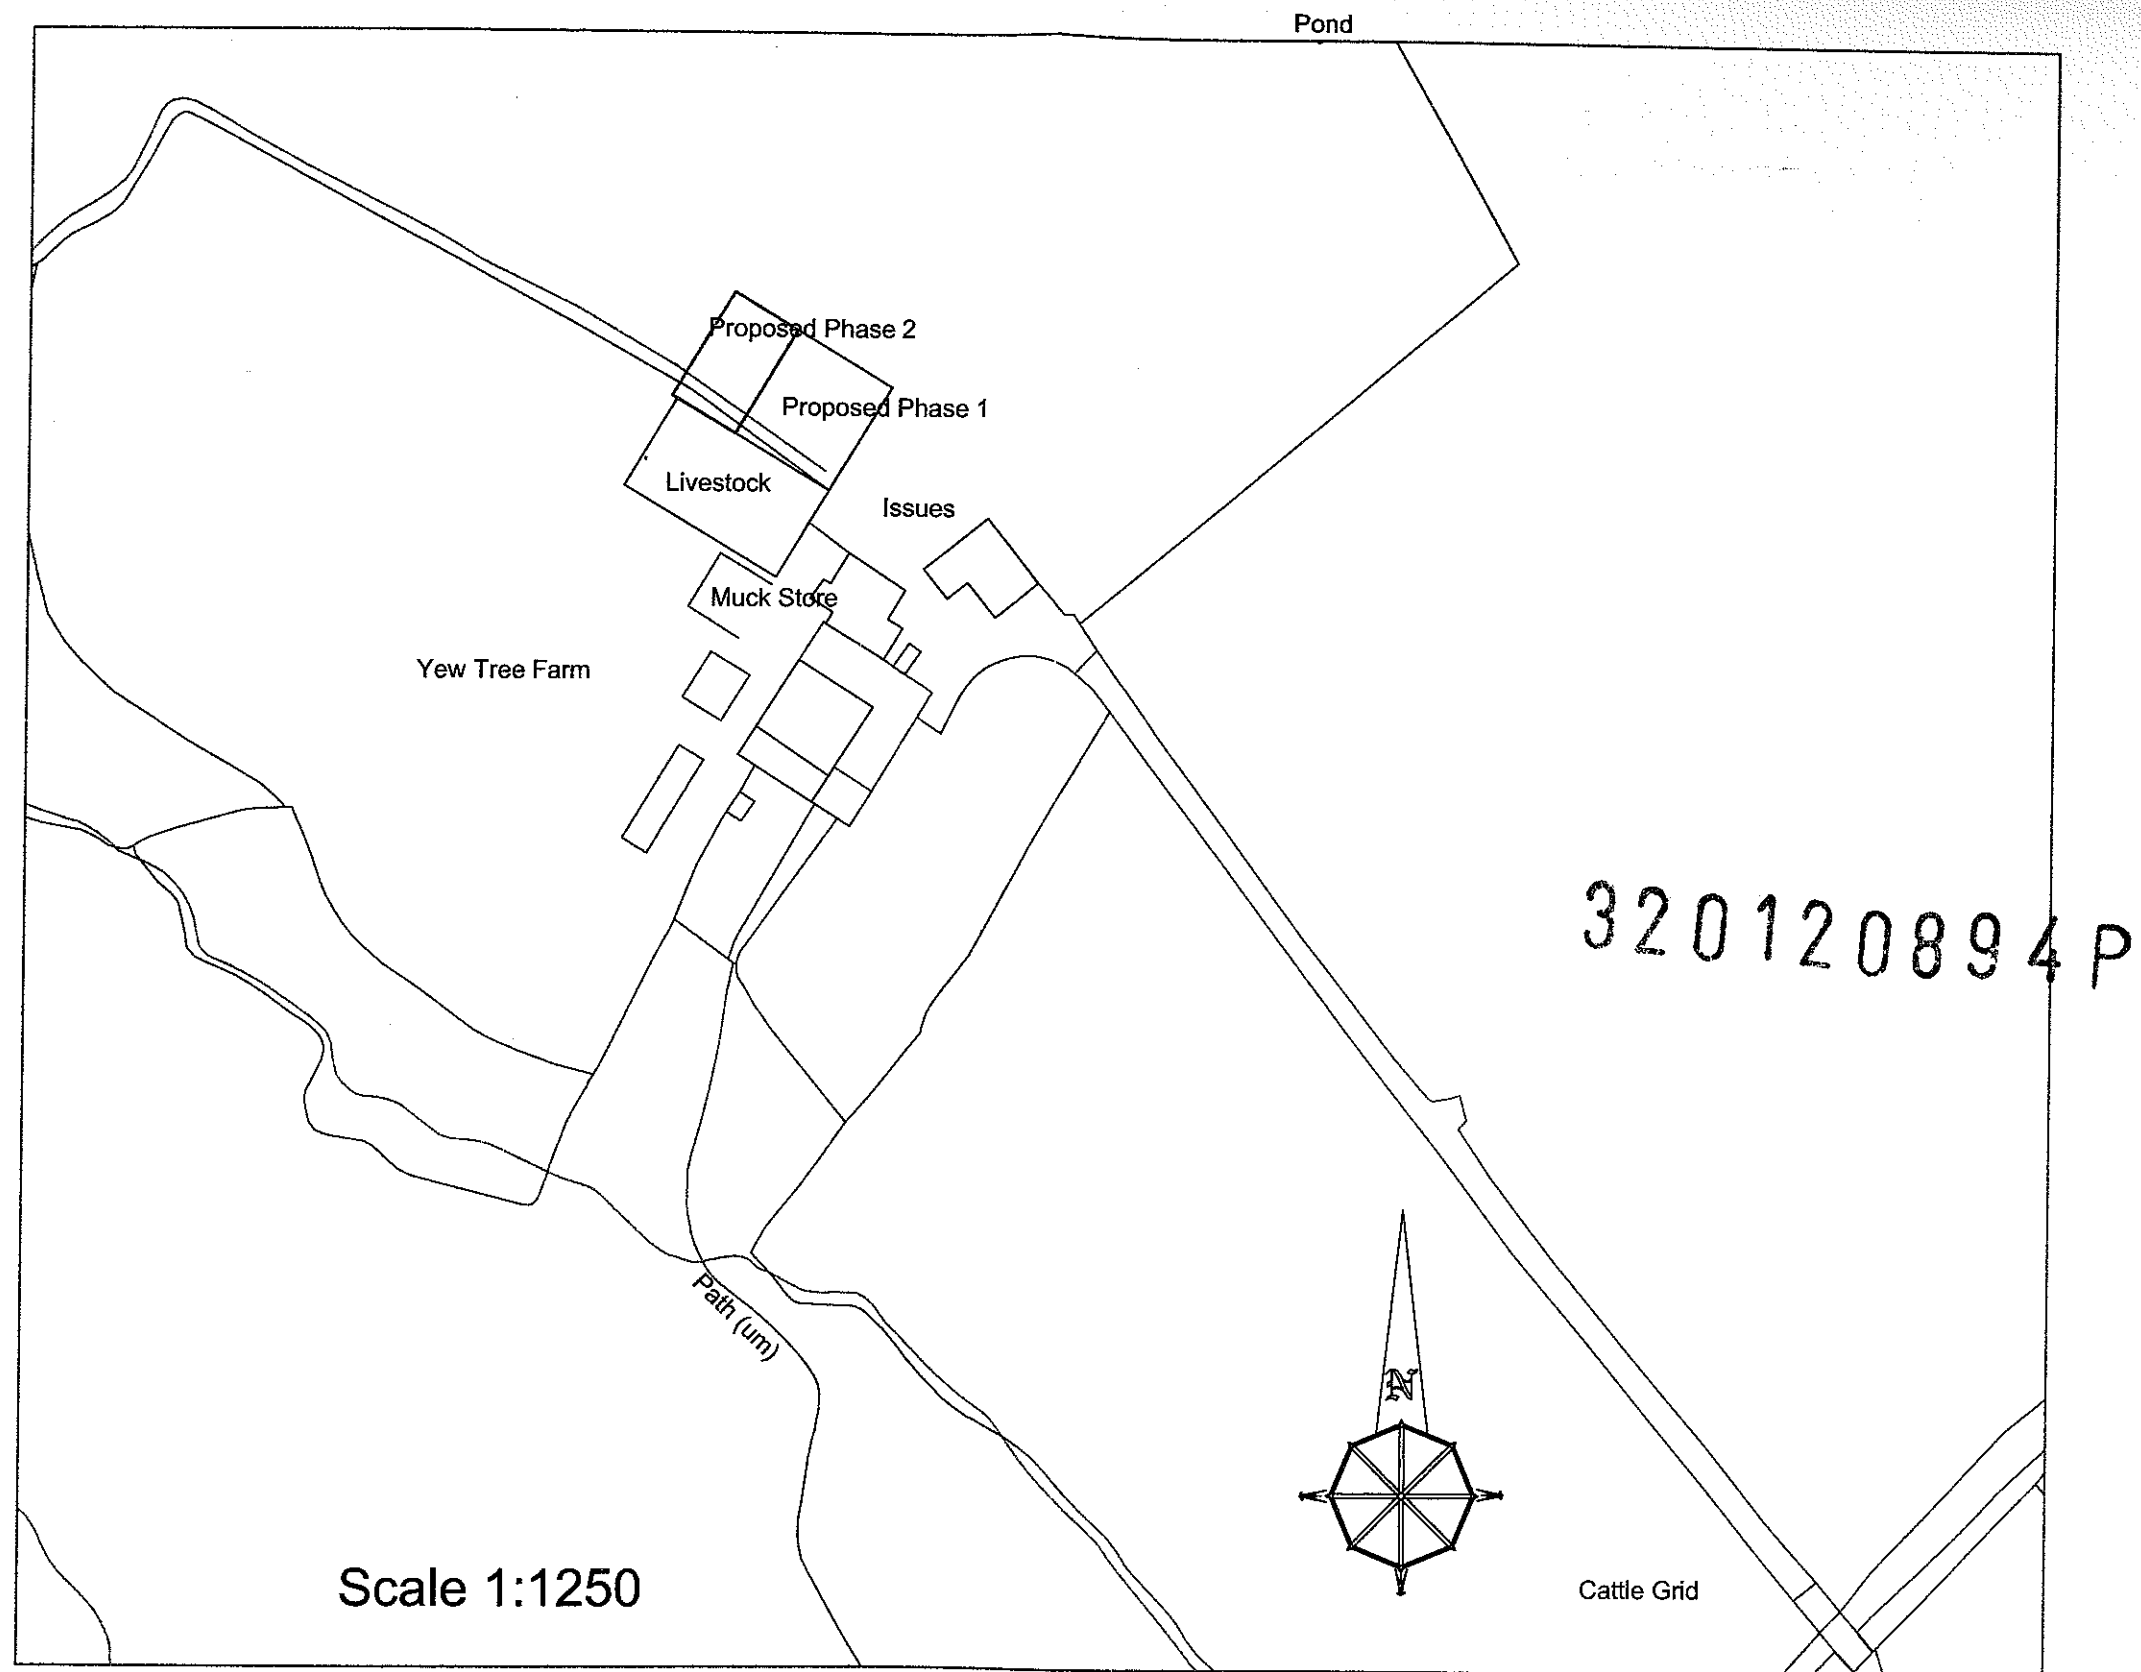 Pond
Proposed Phase 2
Proposed Phase 1
Livestock
Issues
Muck Store
Yew Tree Farm
320120894P
Path (um)
N
Scale 1:1250
Cattle Grid